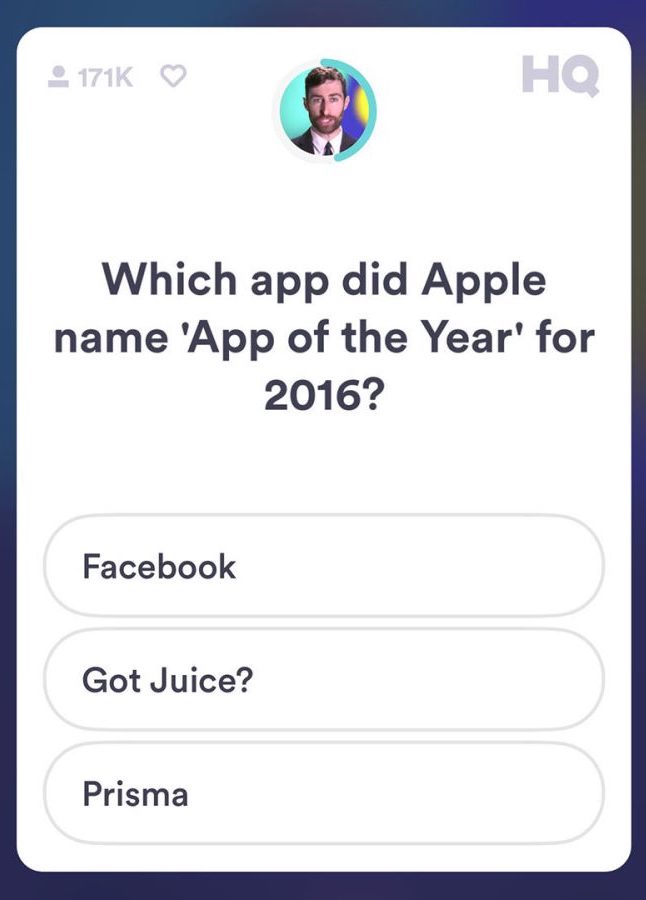 171K
HQ
Which app did Apple
name 'App of the Year' for
2016?
Facebook
Got Juice?
Prisma